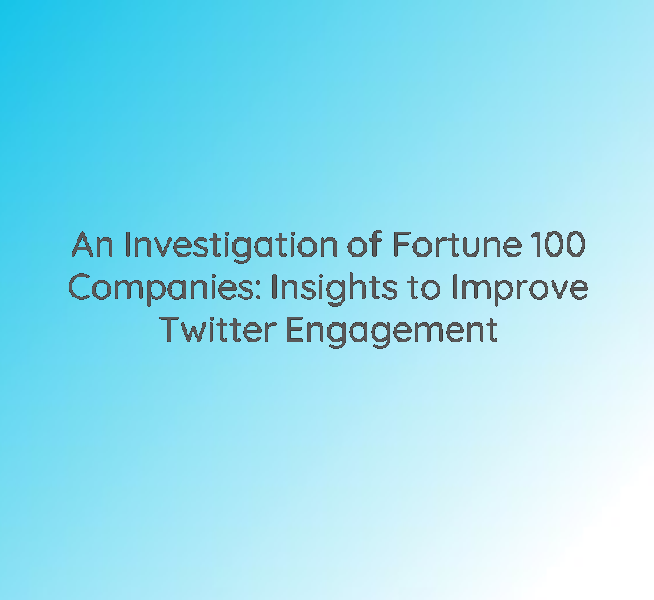 An Investigation of Fortune 100
Companies: Insights to Improve
Twitter Engagement